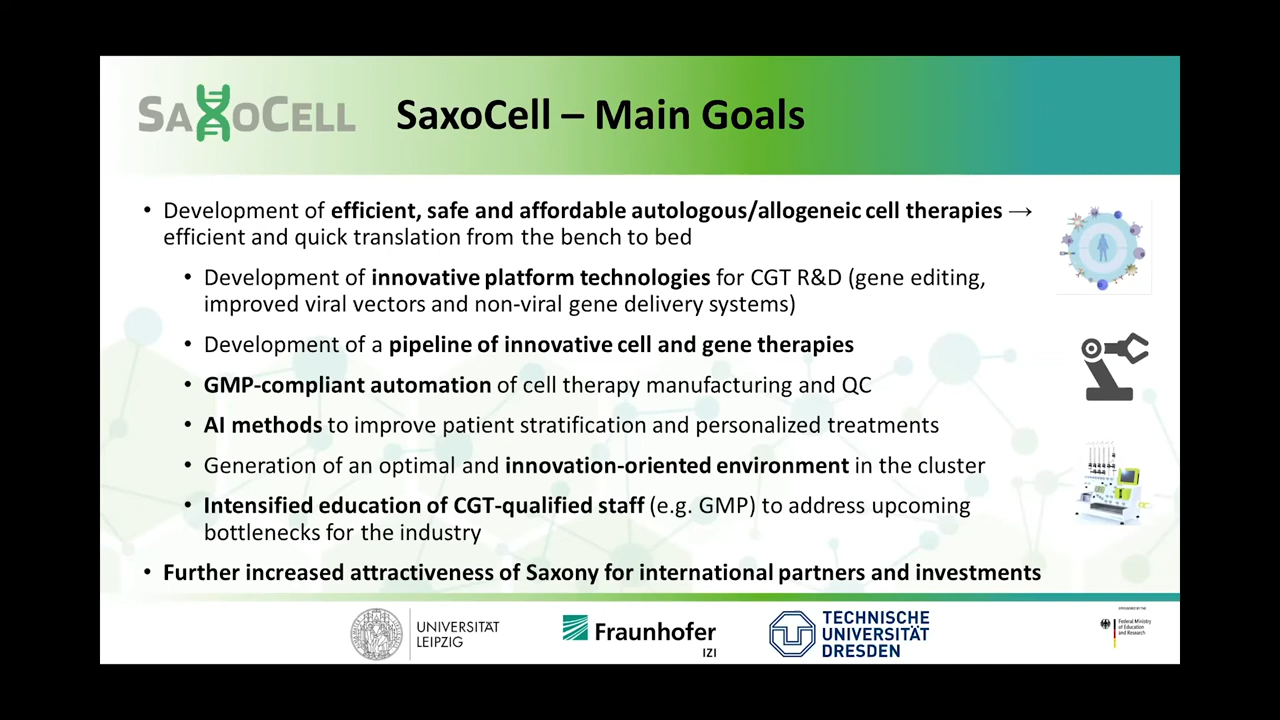 SAXOCELL
SaxoCell – Main Goals
• Development of efficient, safe and affordable autologous/allogeneic cell therapies →
efficient and quick translation from the bench to bed
• Development of innovative platform technologies for CGT R&D (gene editing,
improved viral vectors and non-viral gene delivery systems)
• Development of a pipeline of innovative cell and gene therapies
• GMP-compliant automation of cell therapy manufacturing and QC
• AI methods to improve patient stratification and personalized treatments
• Generation of an optimal and innovation-oriented environment in the cluster
• Intensified education of CGT-qualified staff (e.g. GMP) to address upcoming
bottlenecks for the industry
• Further increased attractiveness of Saxony for international partners and investments
UNIVERSITÄT
LEIPZIG
Fraunhofer
IZI
TECHNISCHE
UNIVERSITÄT
DRESDEN
SPONSORED BY THE
Federal Ministry
of Education
and Research